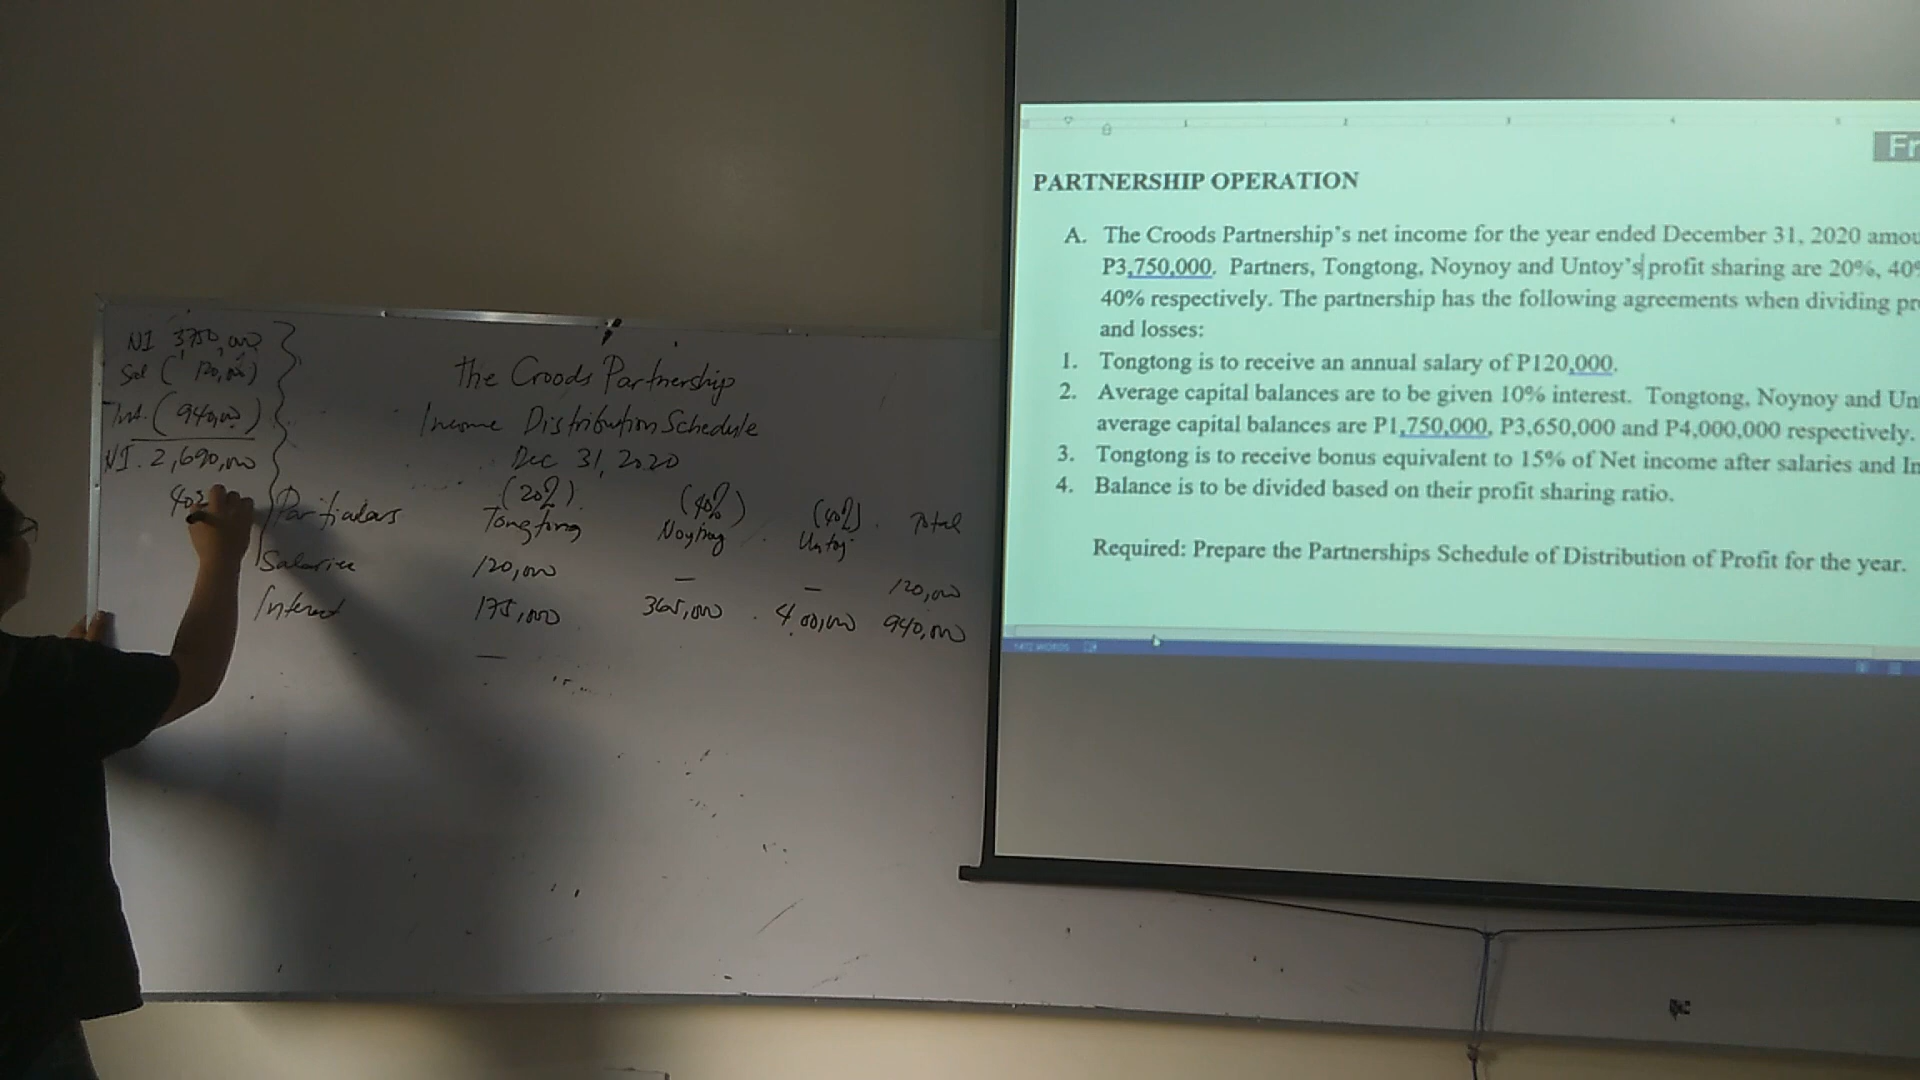 NI 3750,000
Sal (120,000)
Int. (940,000)
NI. 2,690,000
403
The Croods Partnership
Income Distribution Schedule
Dec 31, 2020
(20%) (40%) (40%)
Particulars Tongtong Noynoy Untoy Total
Salaries 120,000 — — 120,000
Interest 175,000 365,000 400,000 940,000
—
Fr
PARTNERSHIP OPERATION
A. The Croods Partnership's net income for the year ended December 31, 2020 amou
P3,750,000. Partners, Tongtong, Noynoy and Untoy's profit sharing are 20%, 40%
40% respectively. The partnership has the following agreements when dividing pr
and losses:
1. Tongtong is to receive an annual salary of P120,000.
2. Average capital balances are to be given 10% interest. Tongtong, Noynoy and Un
average capital balances are P1,750,000, P3,650,000 and P4,000,000 respectively.
3. Tongtong is to receive bonus equivalent to 15% of Net income after salaries and In
4. Balance is to be divided based on their profit sharing ratio.
Required: Prepare the Partnerships Schedule of Distribution of Profit for the year.